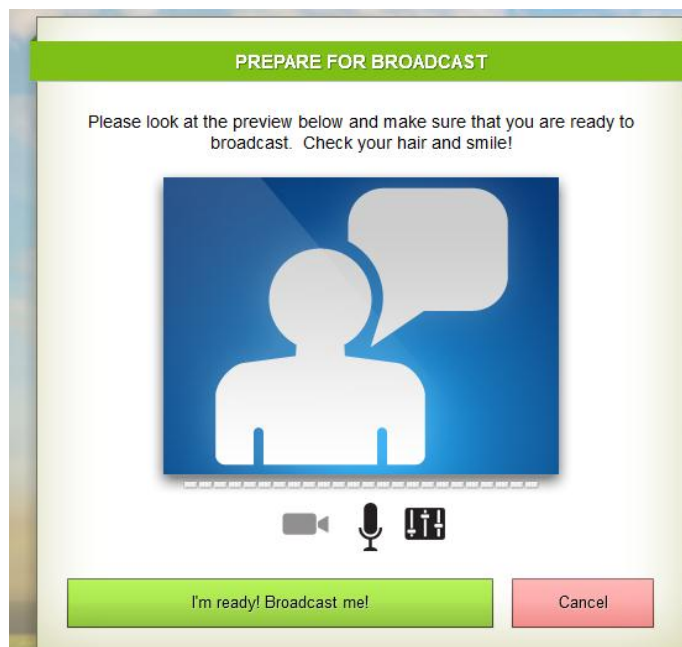 PREPARE FOR BROADCAST
Please look at the preview below and make sure that you are ready to
broadcast.  Check your hair and smile!
I'm ready! Broadcast me!
Cancel